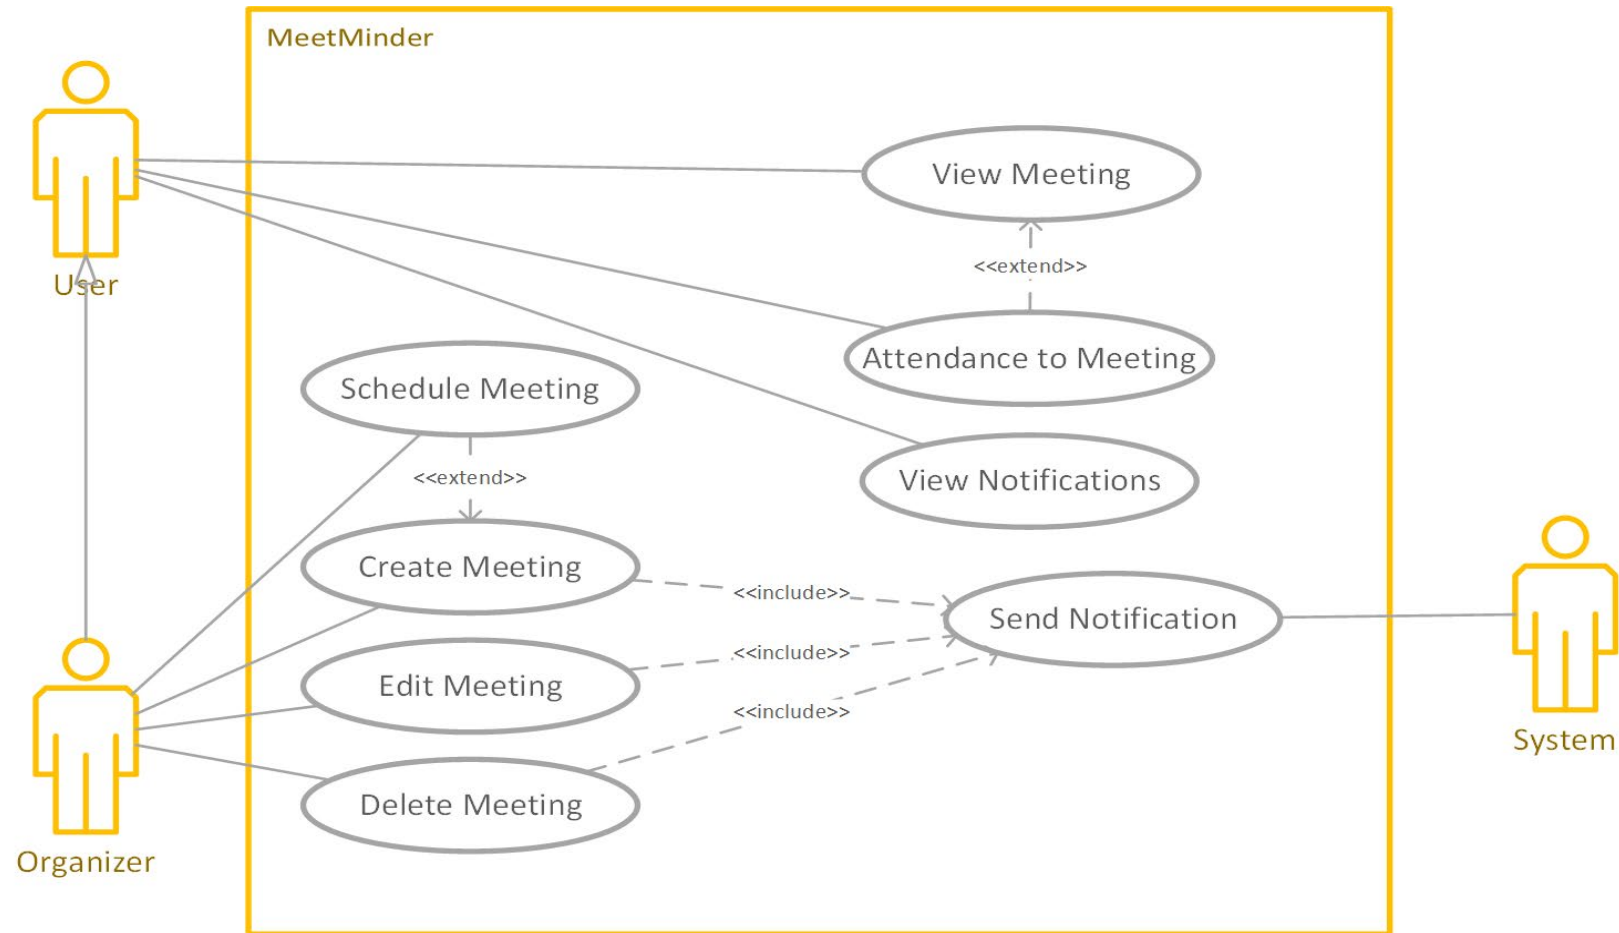 MeetMinder
View Meeting
User
<<extend>>
Attendance to Meeting
Schedule Meeting
<<extend>>
View Notifications
Create Meeting
<<include>>
Send Notification
<<include>>
Edit Meeting
<<include>>
System
Delete Meeting
Organizer